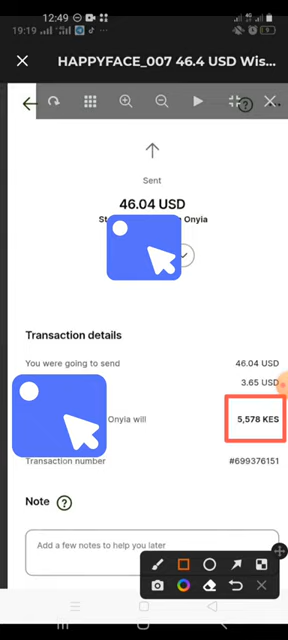 12:49
19:19
HAPPYFACE_007 46.4 USD Wis...
Sent
46.04 USD
St Onyia
Transaction details
You were going to send 46.04 USD
3.65 USD
Onyia will 5,578 KES
Transaction number #699376151
Note ?
Add a few notes to help you later